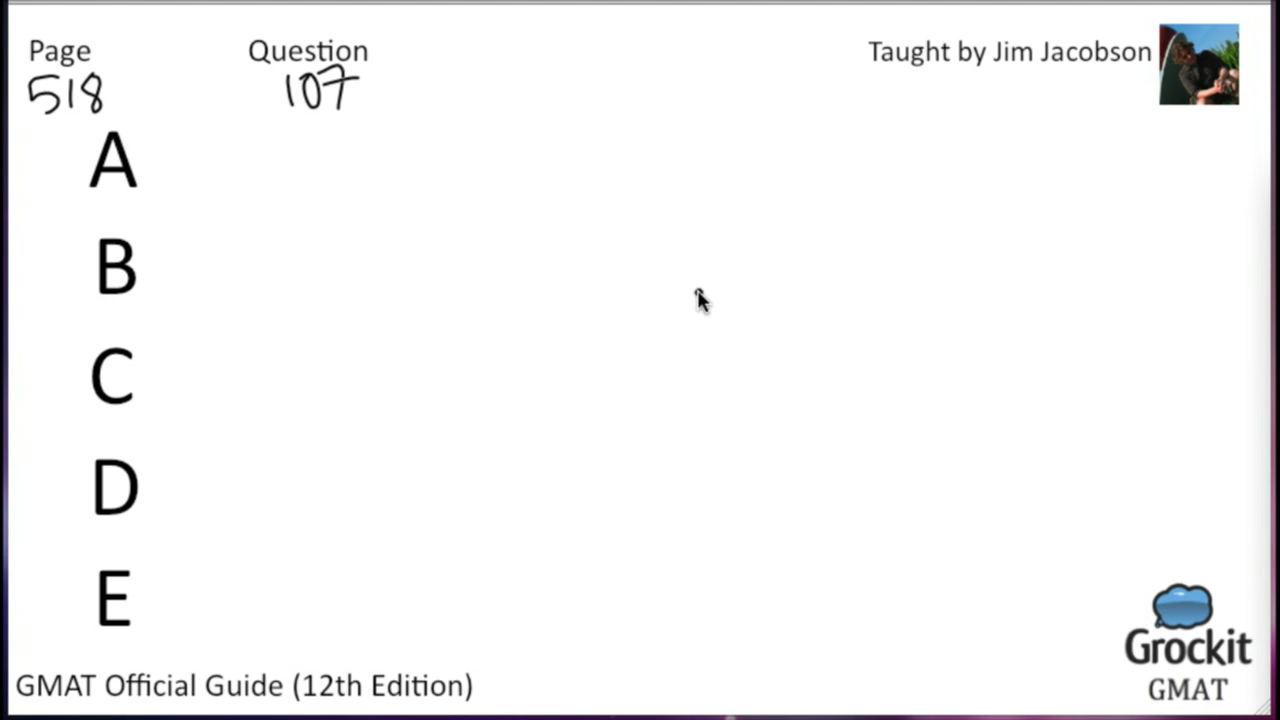 Page Question Taught by Jim Jacobson
518 107
A
B
C
D
E
Grockit
GMAT
GMAT Official Guide (12th Edition)